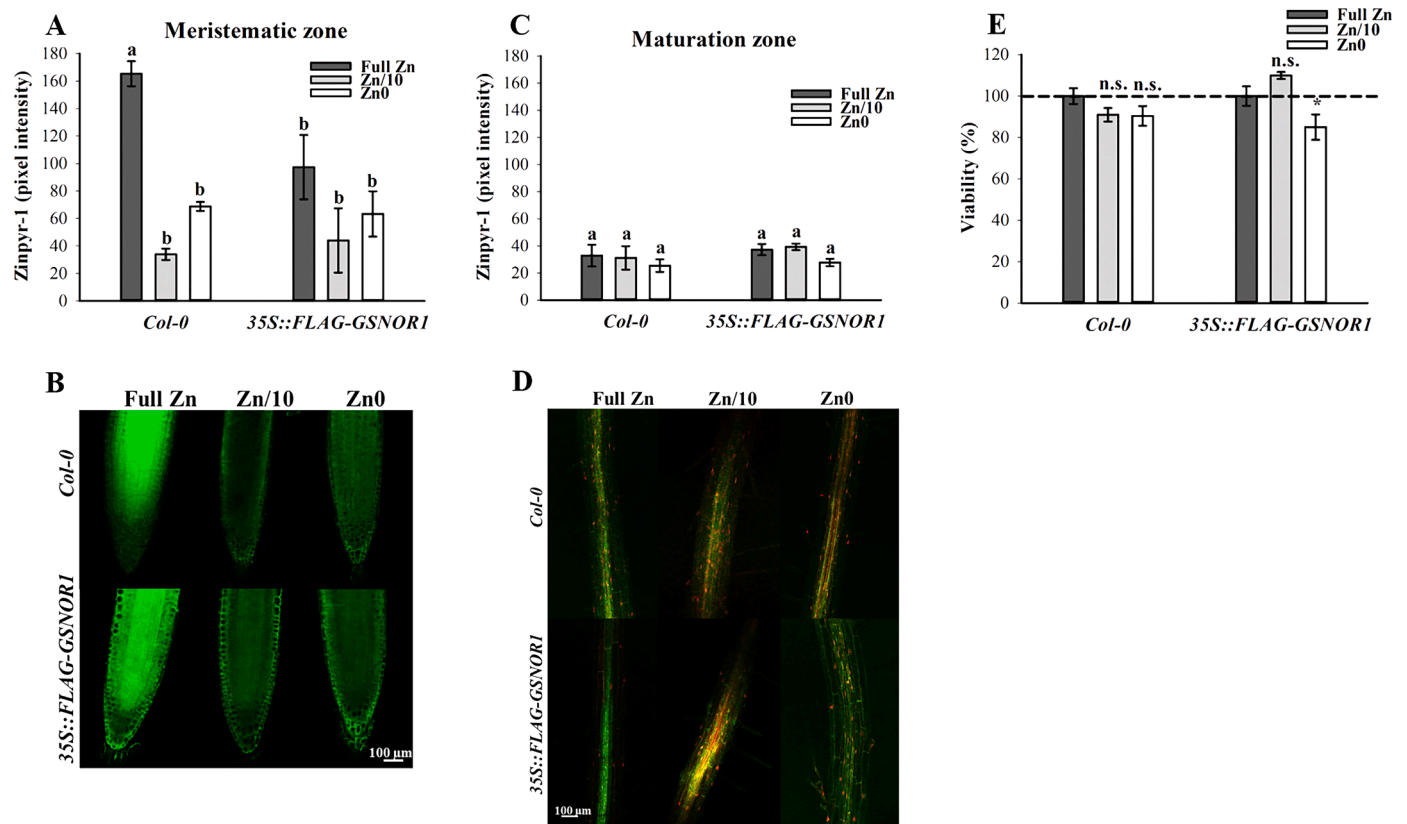 A
Meristematic zone
Zinpyr-1 (pixel intensity)
180
160
140
120
100
80
60
40
20
0
a
b
b
b
b
b
Full Zn
Zn/10
Zn0
Col-0
35S::FLAG-GSNOR1
B
Full Zn Zn/10 Zn0
Col-0
35S::FLAG-GSNOR1
100 µm
C
Maturation zone
Zinpyr-1 (pixel intensity)
180
160
140
120
100
80
60
40
20
0
a
a
a
a
a
a
Full Zn
Zn/10
Zn0
Col-0
35S::FLAG-GSNOR1
D
Full Zn Zn/10 Zn0
Col-0
35S::FLAG-GSNOR1
100 µm
E
Viability (%)
120
100
80
60
40
20
0
n.s. n.s.
n.s.
*
Full Zn
Zn/10
Zn0
Col-0
35S::FLAG-GSNOR1